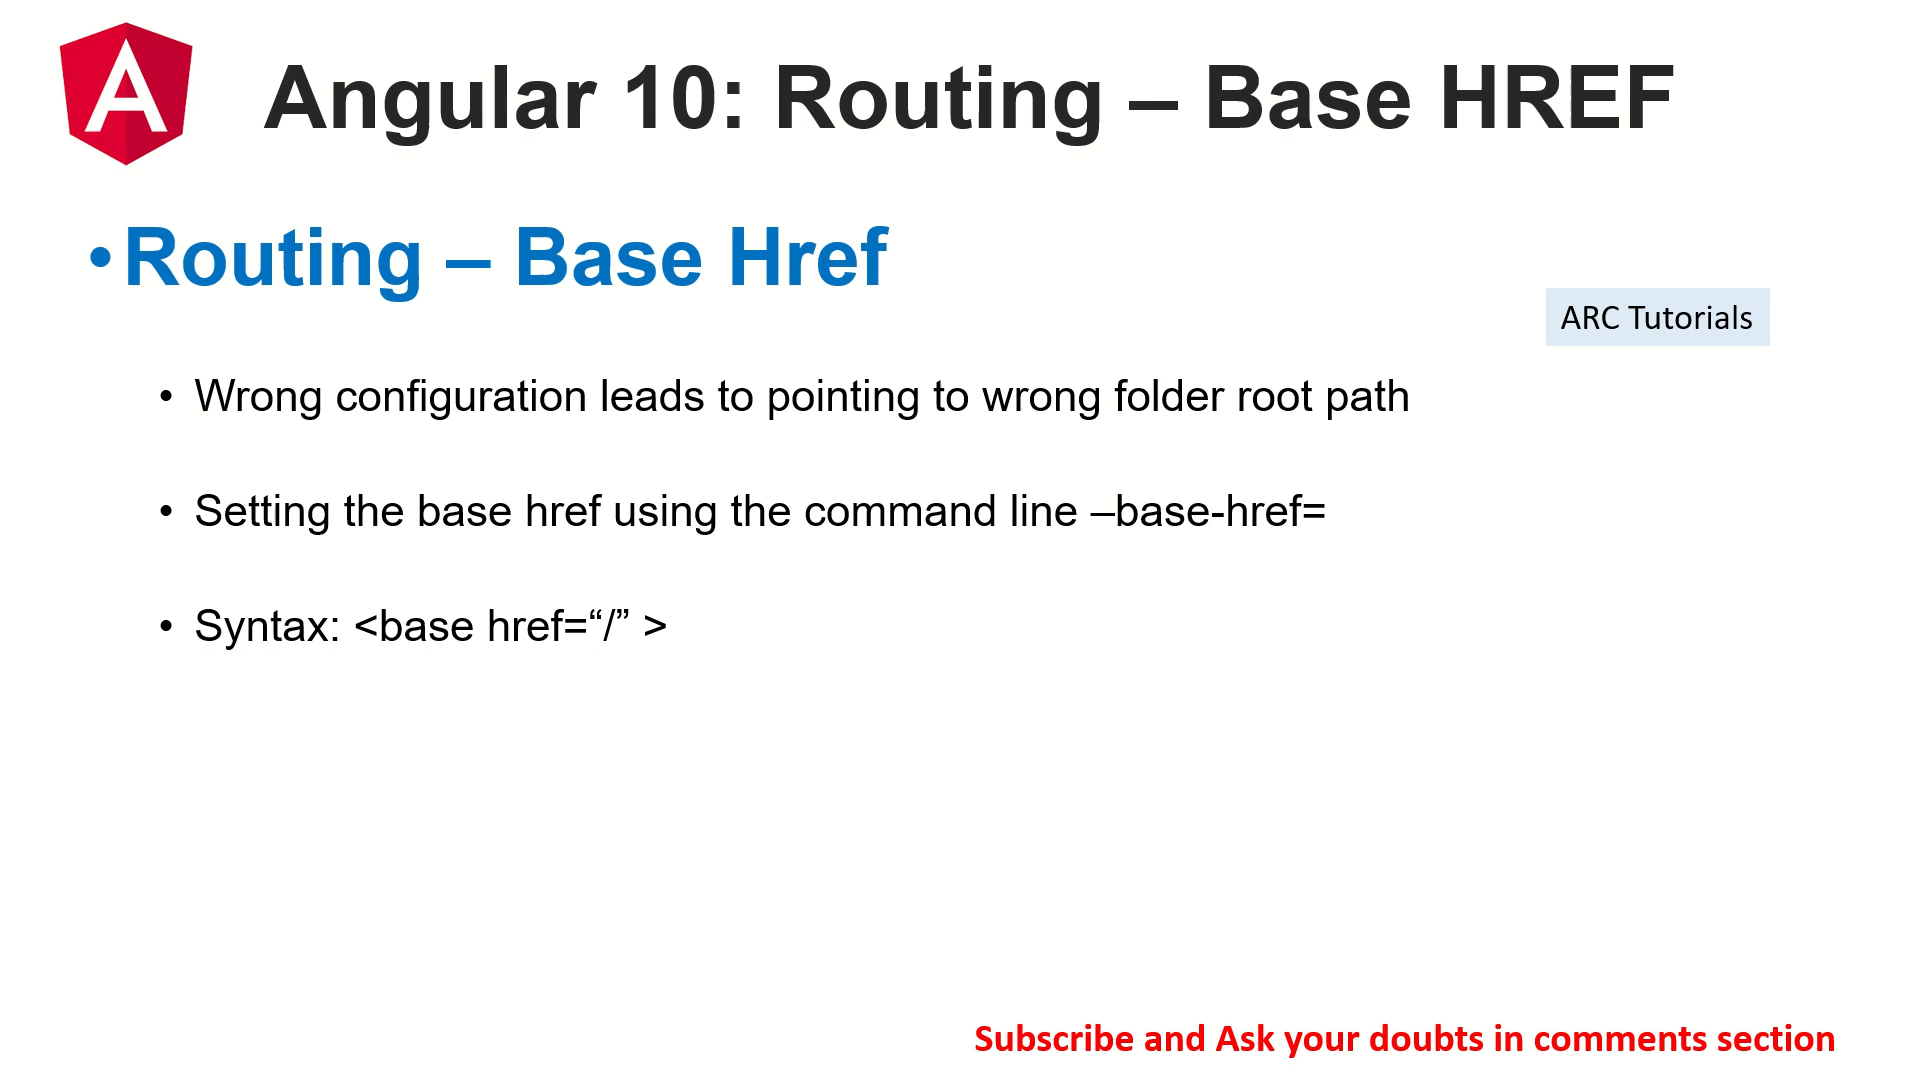 Angular 10: Routing – Base HREF
•Routing – Base Href
ARC Tutorials
• Wrong configuration leads to pointing to wrong folder root path
• Setting the base href using the command line –base-href=
• Syntax: <base href=“/” >
Subscribe and Ask your doubts in comments section